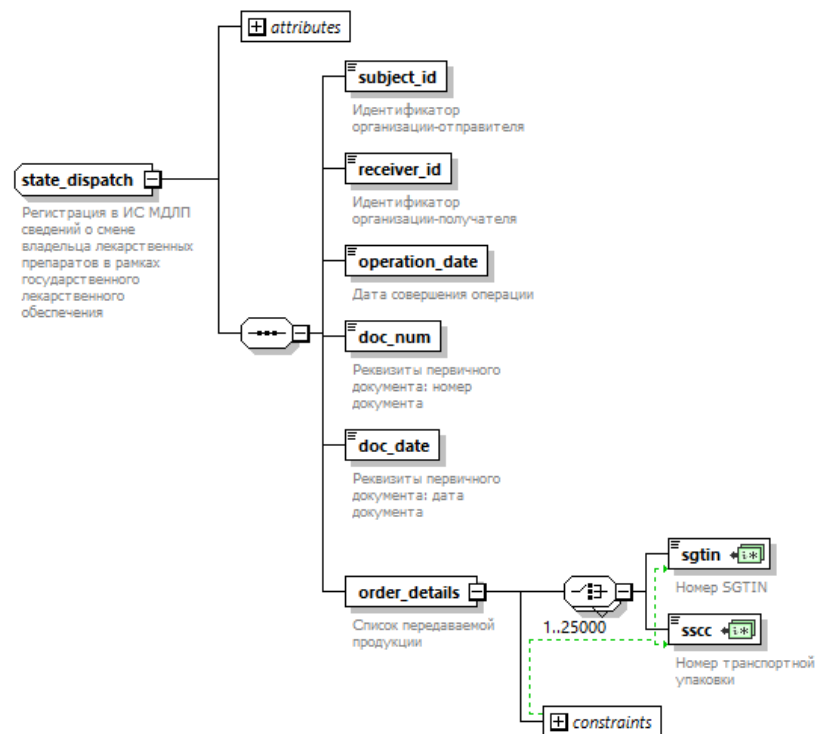 attributes
subject_id
Идентификатор
организации-отправителя
state_dispatch
Регистрация в ИС МДЛП
сведений о смене
владельца лекарственных
препаратов в рамках
государственного
лекарственного
обеспечения
receiver_id
Идентификатор
организации-получателя
operation_date
Дата совершения операции
doc_num
Реквизиты первичного
документа: номер
документа
doc_date
Реквизиты первичного
документа: дата
документа
order_details
Список передаваемой
продукции
1..25000
sgtin
Номер SGTIN
sscc
Номер транспортной
упаковки
constraints